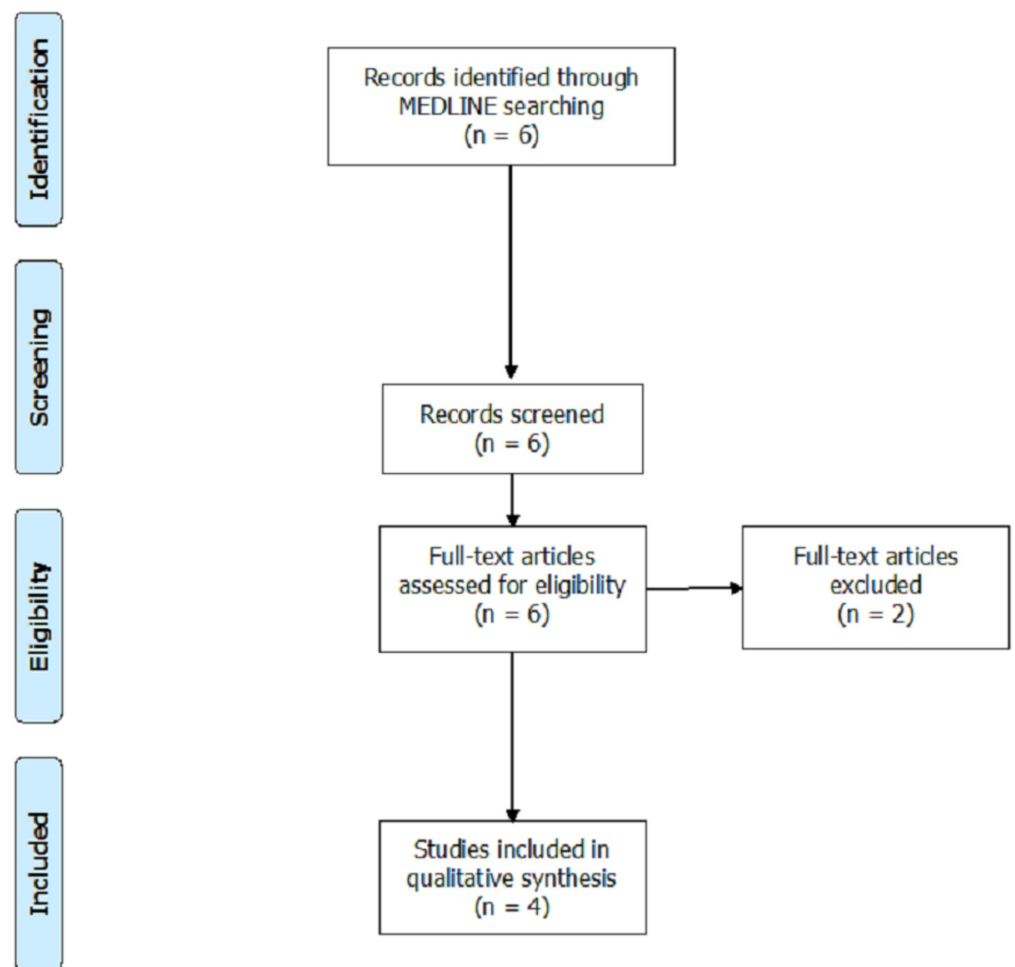 Identification
Records identified through
MEDLINE searching
(n = 6)
Screening
Records screened
(n = 6)
Eligibility
Full-text articles
assessed for eligibility
(n = 6)
Full-text articles
excluded
(n = 2)
Included
Studies included in
qualitative synthesis
(n = 4)